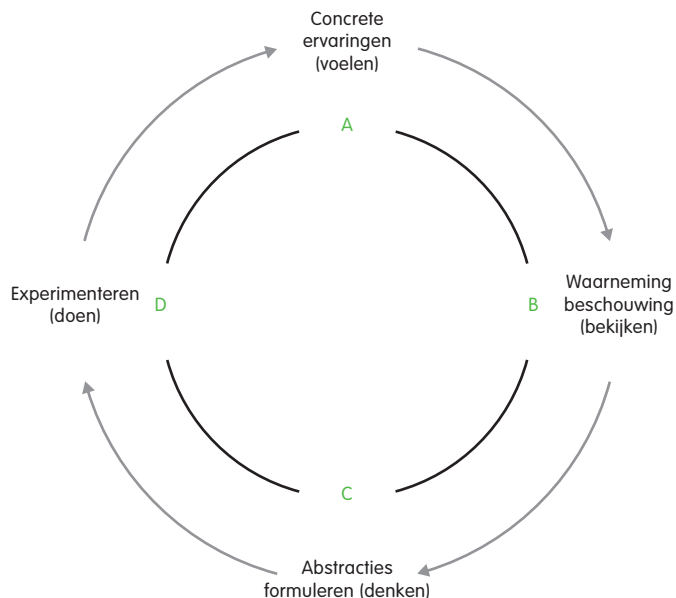 Concrete
ervaringen
(voelen)
A
Experimenteren
(doen)
D
B
Waarneming
beschouwing
(bekijken)
C
Abstracties
formuleren (denken)